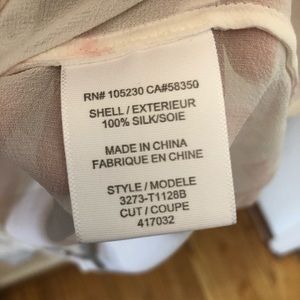 RN# 105230 CA#58350
SHELL / EXTERIEUR
100% SILK/SOIE
MADE IN CHINA
FABRIQUE EN CHINE
STYLE / MODELE
3273-T1128B
CUT / COUPE
417032